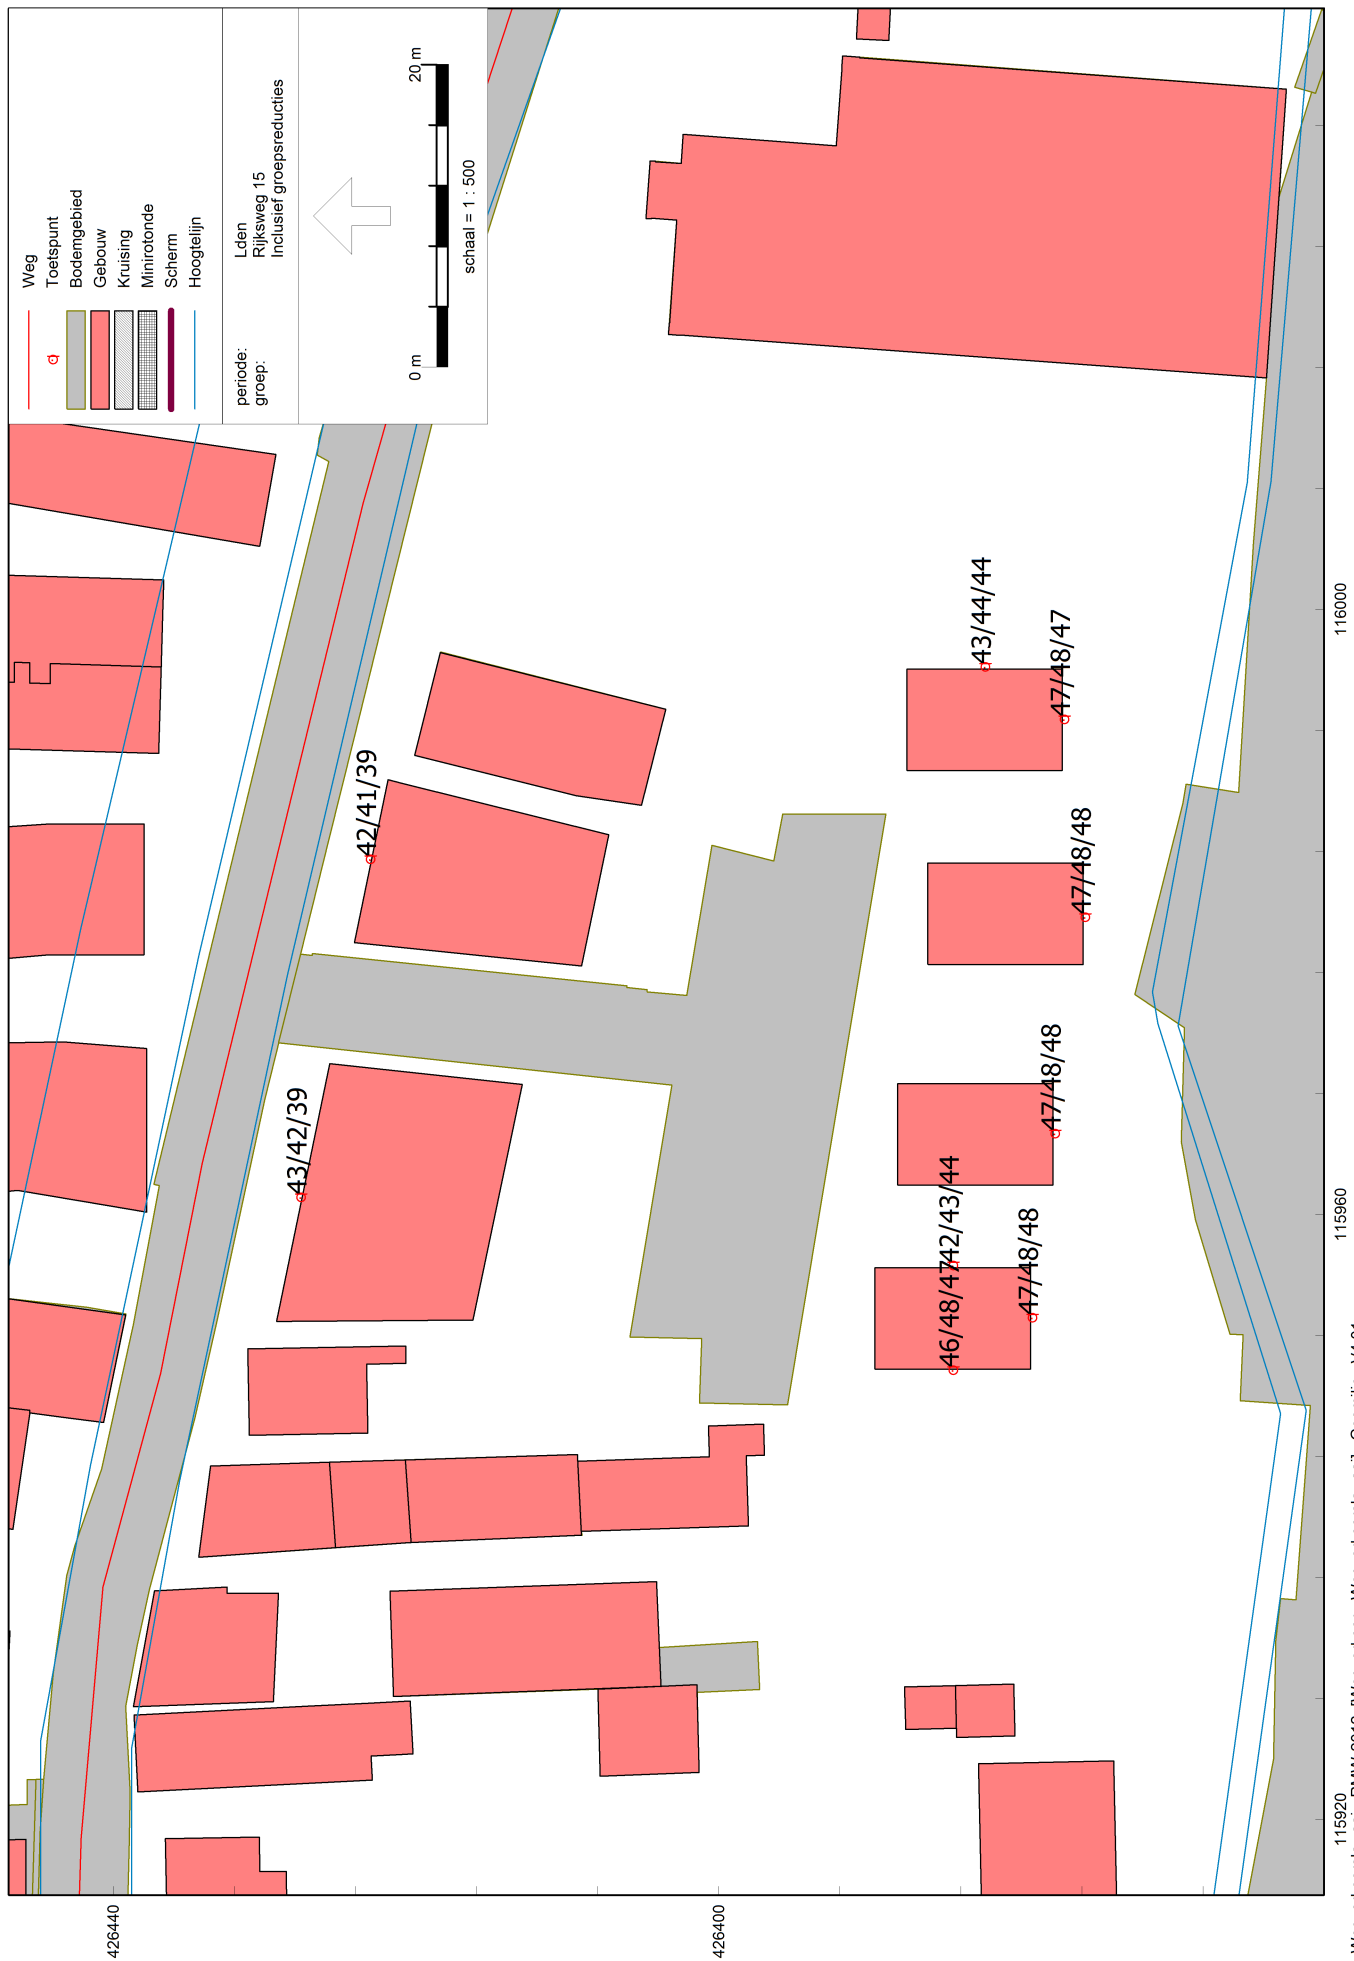 Weg
Toetspunt
Bodemgebied
Gebouw
Kruising
Minirotonde
Scherm
Hoogtelijn
periode: Lden
groep: Rijksweg 15
Inclusief groepsreducties
0 m 20 m
schaal = 1 : 500
426440
43/42/39
42/41/39
426400
46/48/47
42/43/44
47/48/48
47/48/48
47/48/48
43/44/44
47/48/47
115920
115960
116000